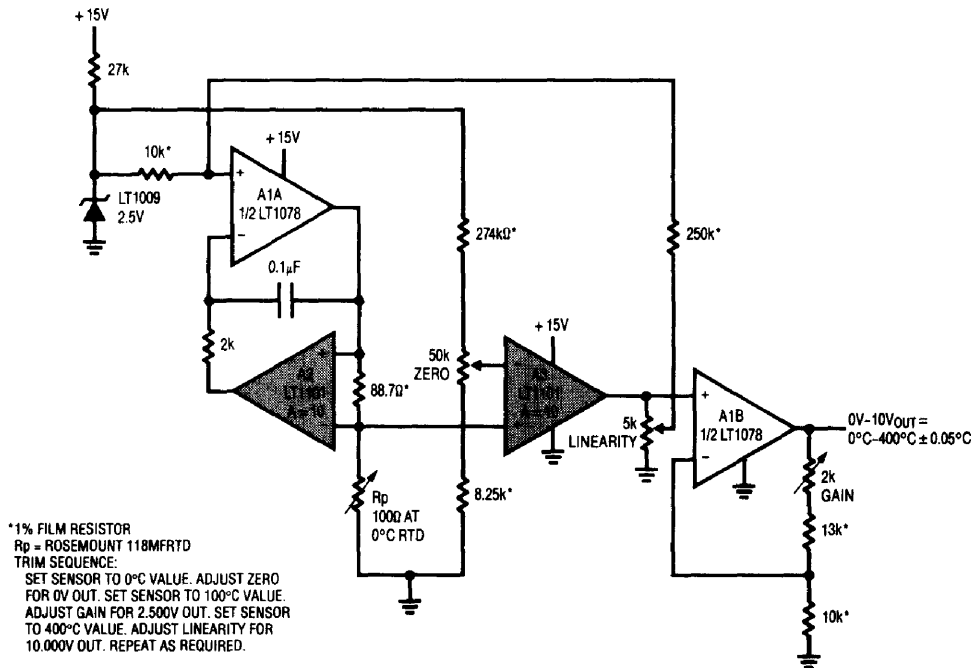 + 15V
27k
10k*
LT1009
2.5V
+ 15V
+
A1A
1/2 LT1078
−
0.1µF
2k
+
A2
LT1101
A = 10
−
88.7Ω*
Rp
100Ω AT
0°C RTD
274kΩ*
50k
ZERO
8.25k*
+ 15V
A3
LT1101
A = 10
5k
LINEARITY
250k*
+
A1B
1/2 LT1078
−
0V–10VOUT =
0°C–400°C ± 0.05°C
2k
GAIN
13k*
10k*
*1% FILM RESISTOR
Rp = ROSEMOUNT 118MFRTD
TRIM SEQUENCE:
SET SENSOR TO 0°C VALUE. ADJUST ZERO
FOR 0V OUT. SET SENSOR TO 100°C VALUE.
ADJUST GAIN FOR 2.500V OUT. SET SENSOR
TO 400°C VALUE. ADJUST LINEARITY FOR
10.000V OUT. REPEAT AS REQUIRED.